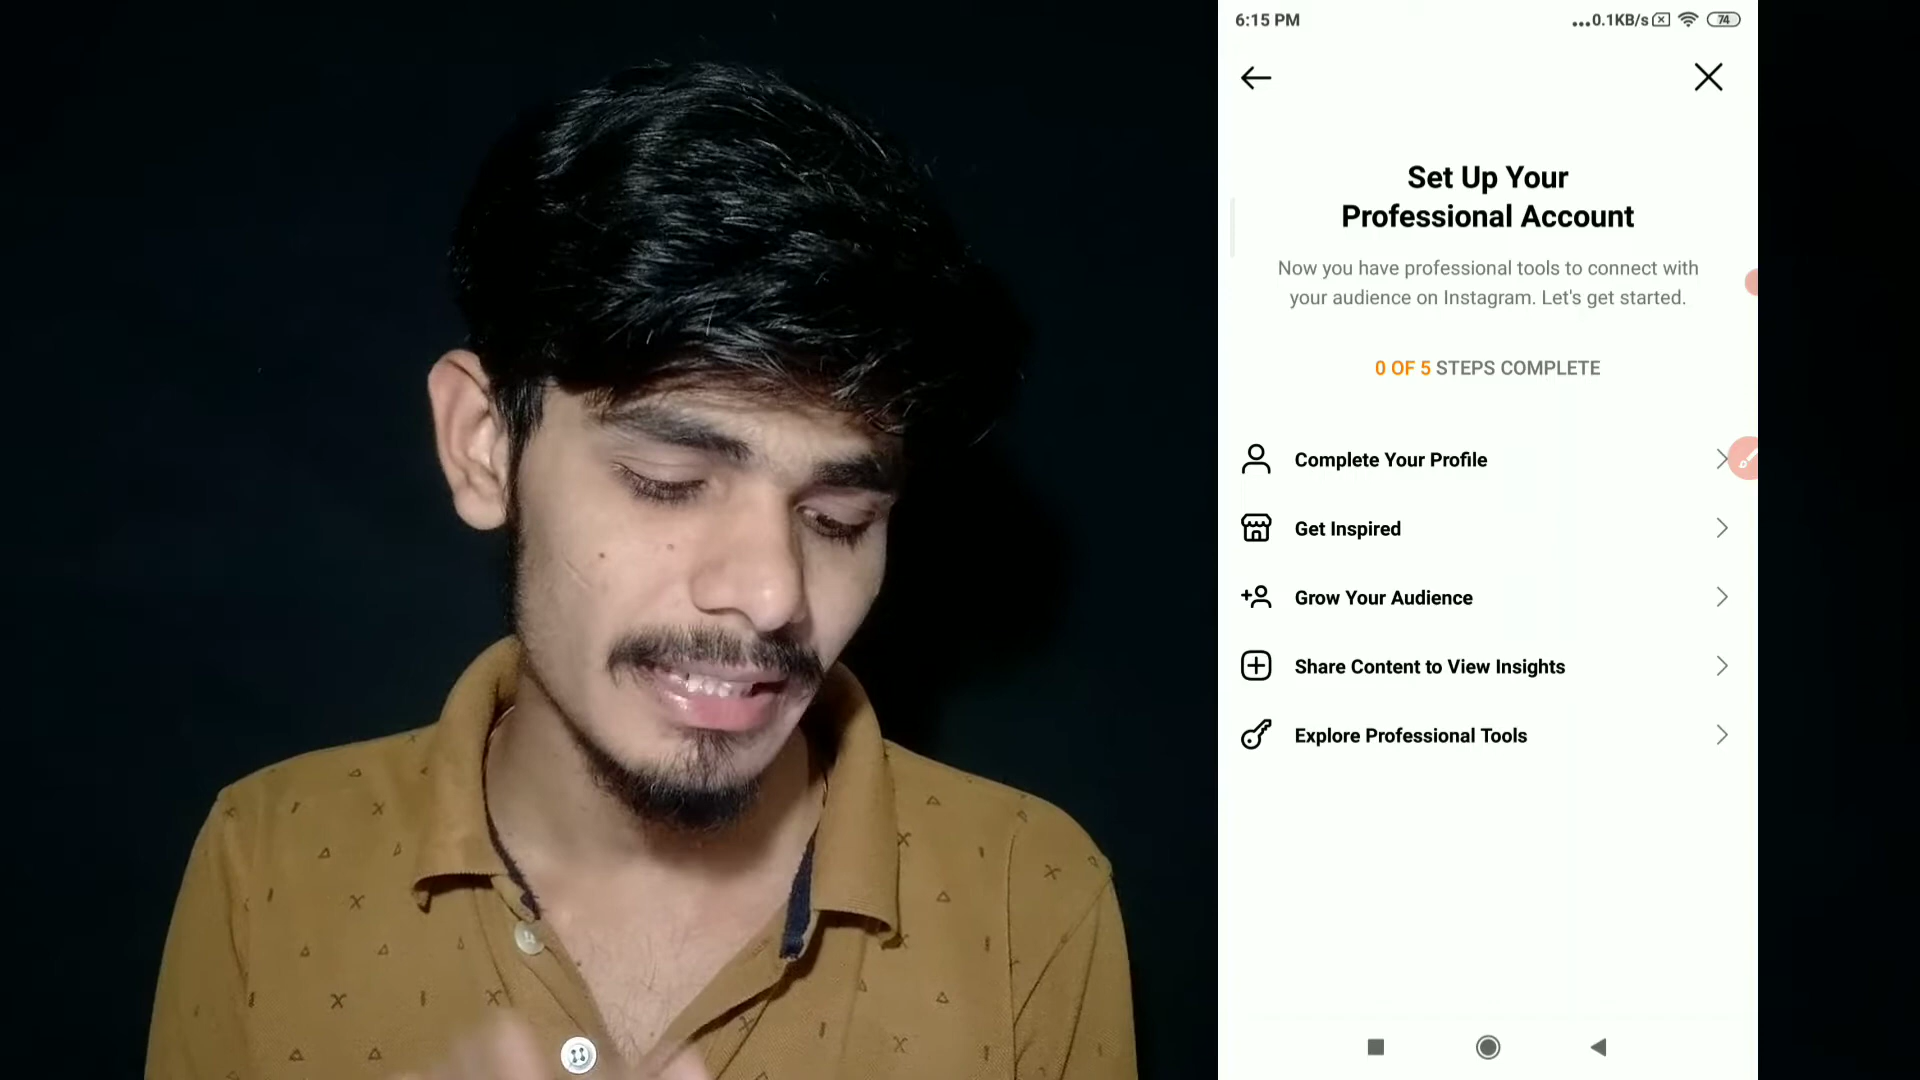 6:15 PM
...0.1KB/s
74
Set Up Your
Professional Account
Now you have professional tools to connect with
your audience on Instagram. Let's get started.
0 OF 5 STEPS COMPLETE
Complete Your Profile
Get Inspired
Grow Your Audience
Share Content to View Insights
Explore Professional Tools